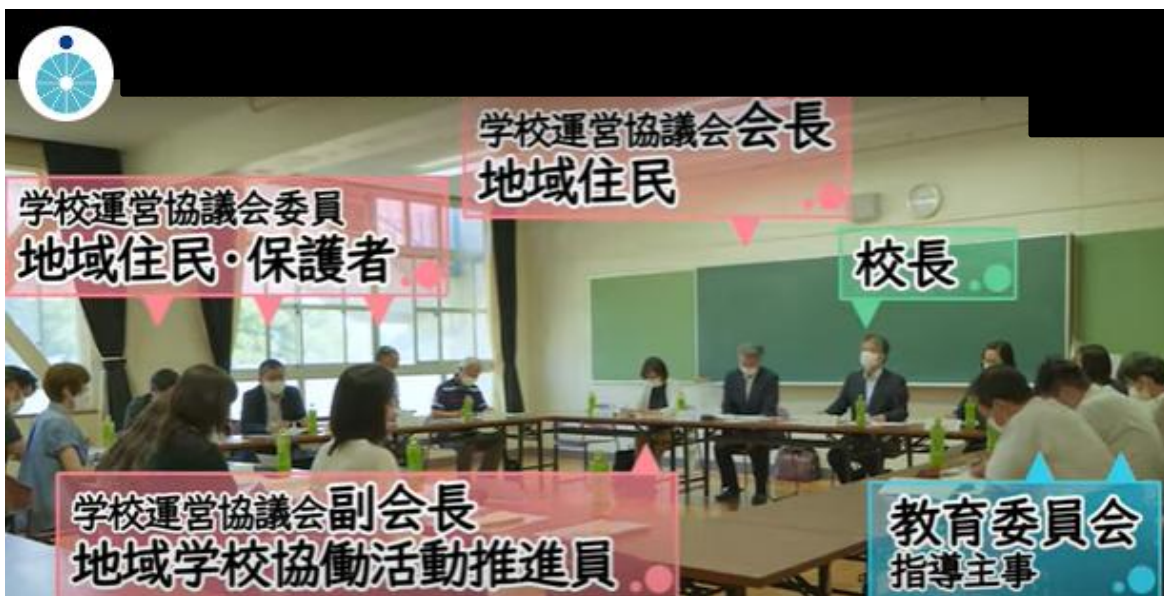 学校運営協議会会長
地域住民
学校運営協議会委員
地域住民・保護者
校長
学校運営協議会副会長
地域学校協働活動推進員
教育委員会
指導主事